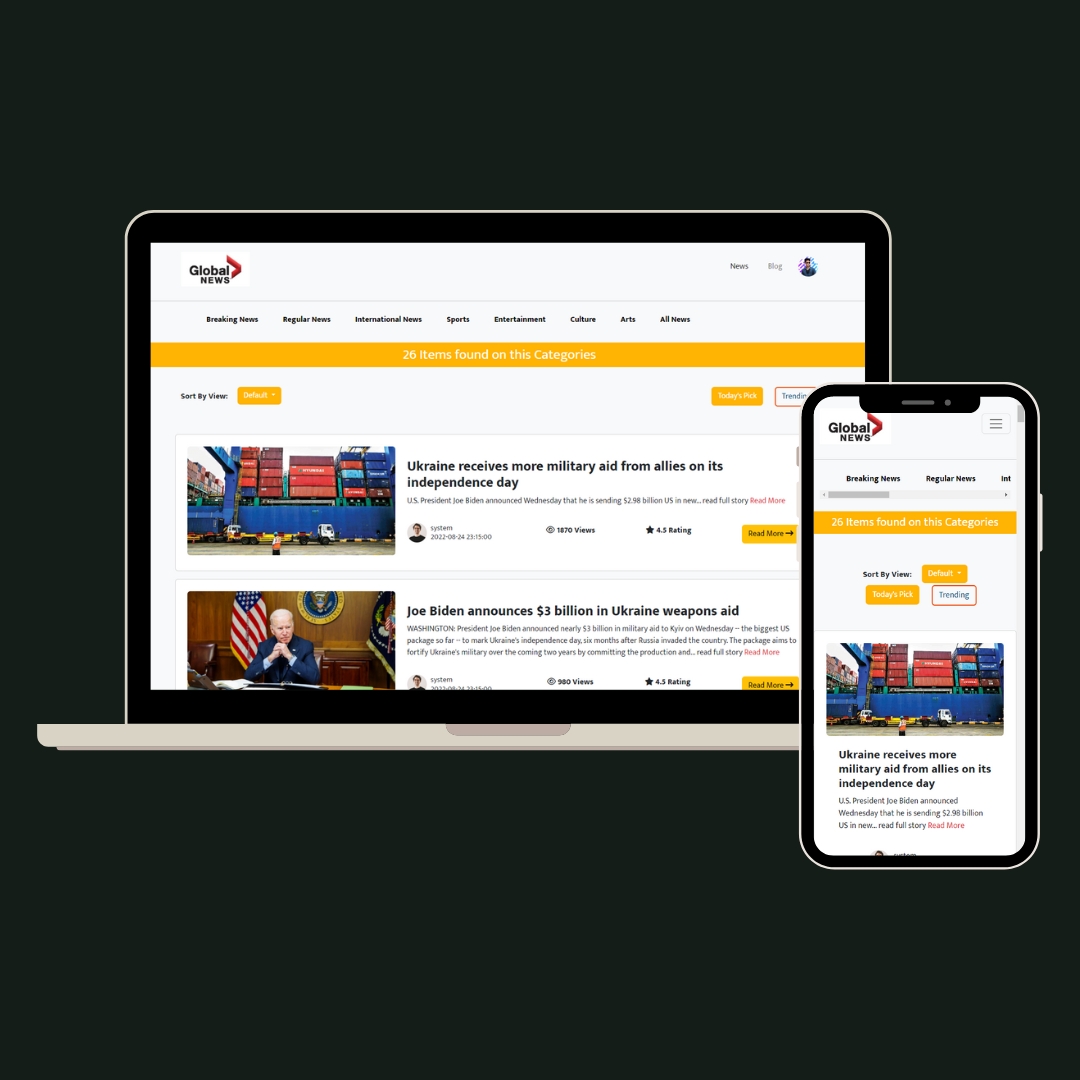 Global
NEWS
News Blog
Breaking News Regular News International News Sports Entertainment Culture Arts All News
26 Items found on this Categories
Sort By View: Default Today's Pick Trending
Ukraine receives more military aid from allies on its
independence day
U.S. President Joe Biden announced Wednesday that he is sending $2.98 billion US in new... read full story Read More
system
2022-08-24 23:15:00
1870 Views 4.5 Rating Read More
Joe Biden announces $3 billion in Ukraine weapons aid
WASHINGTON: President Joe Biden announced nearly $3 billion in military aid to Kyiv on Wednesday -- the biggest US
package so far -- to mark Ukraine's independence day, six months after Russia invaded the country. The package aims to
fortify Ukraine's military over the coming two years by committing the production and... read full story Read More
system
2022-08-24 23:15:00
980 Views 4.5 Rating Read More
Global
NEWS
Breaking News Regular News Int
26 Items found on this Categories
Sort By View: Default
Today's Pick Trending
Ukraine receives more
military aid from allies on its
independence day
U.S. President Joe Biden announced
Wednesday that he is sending $2.98 billion
US in new... read full story Read More
system